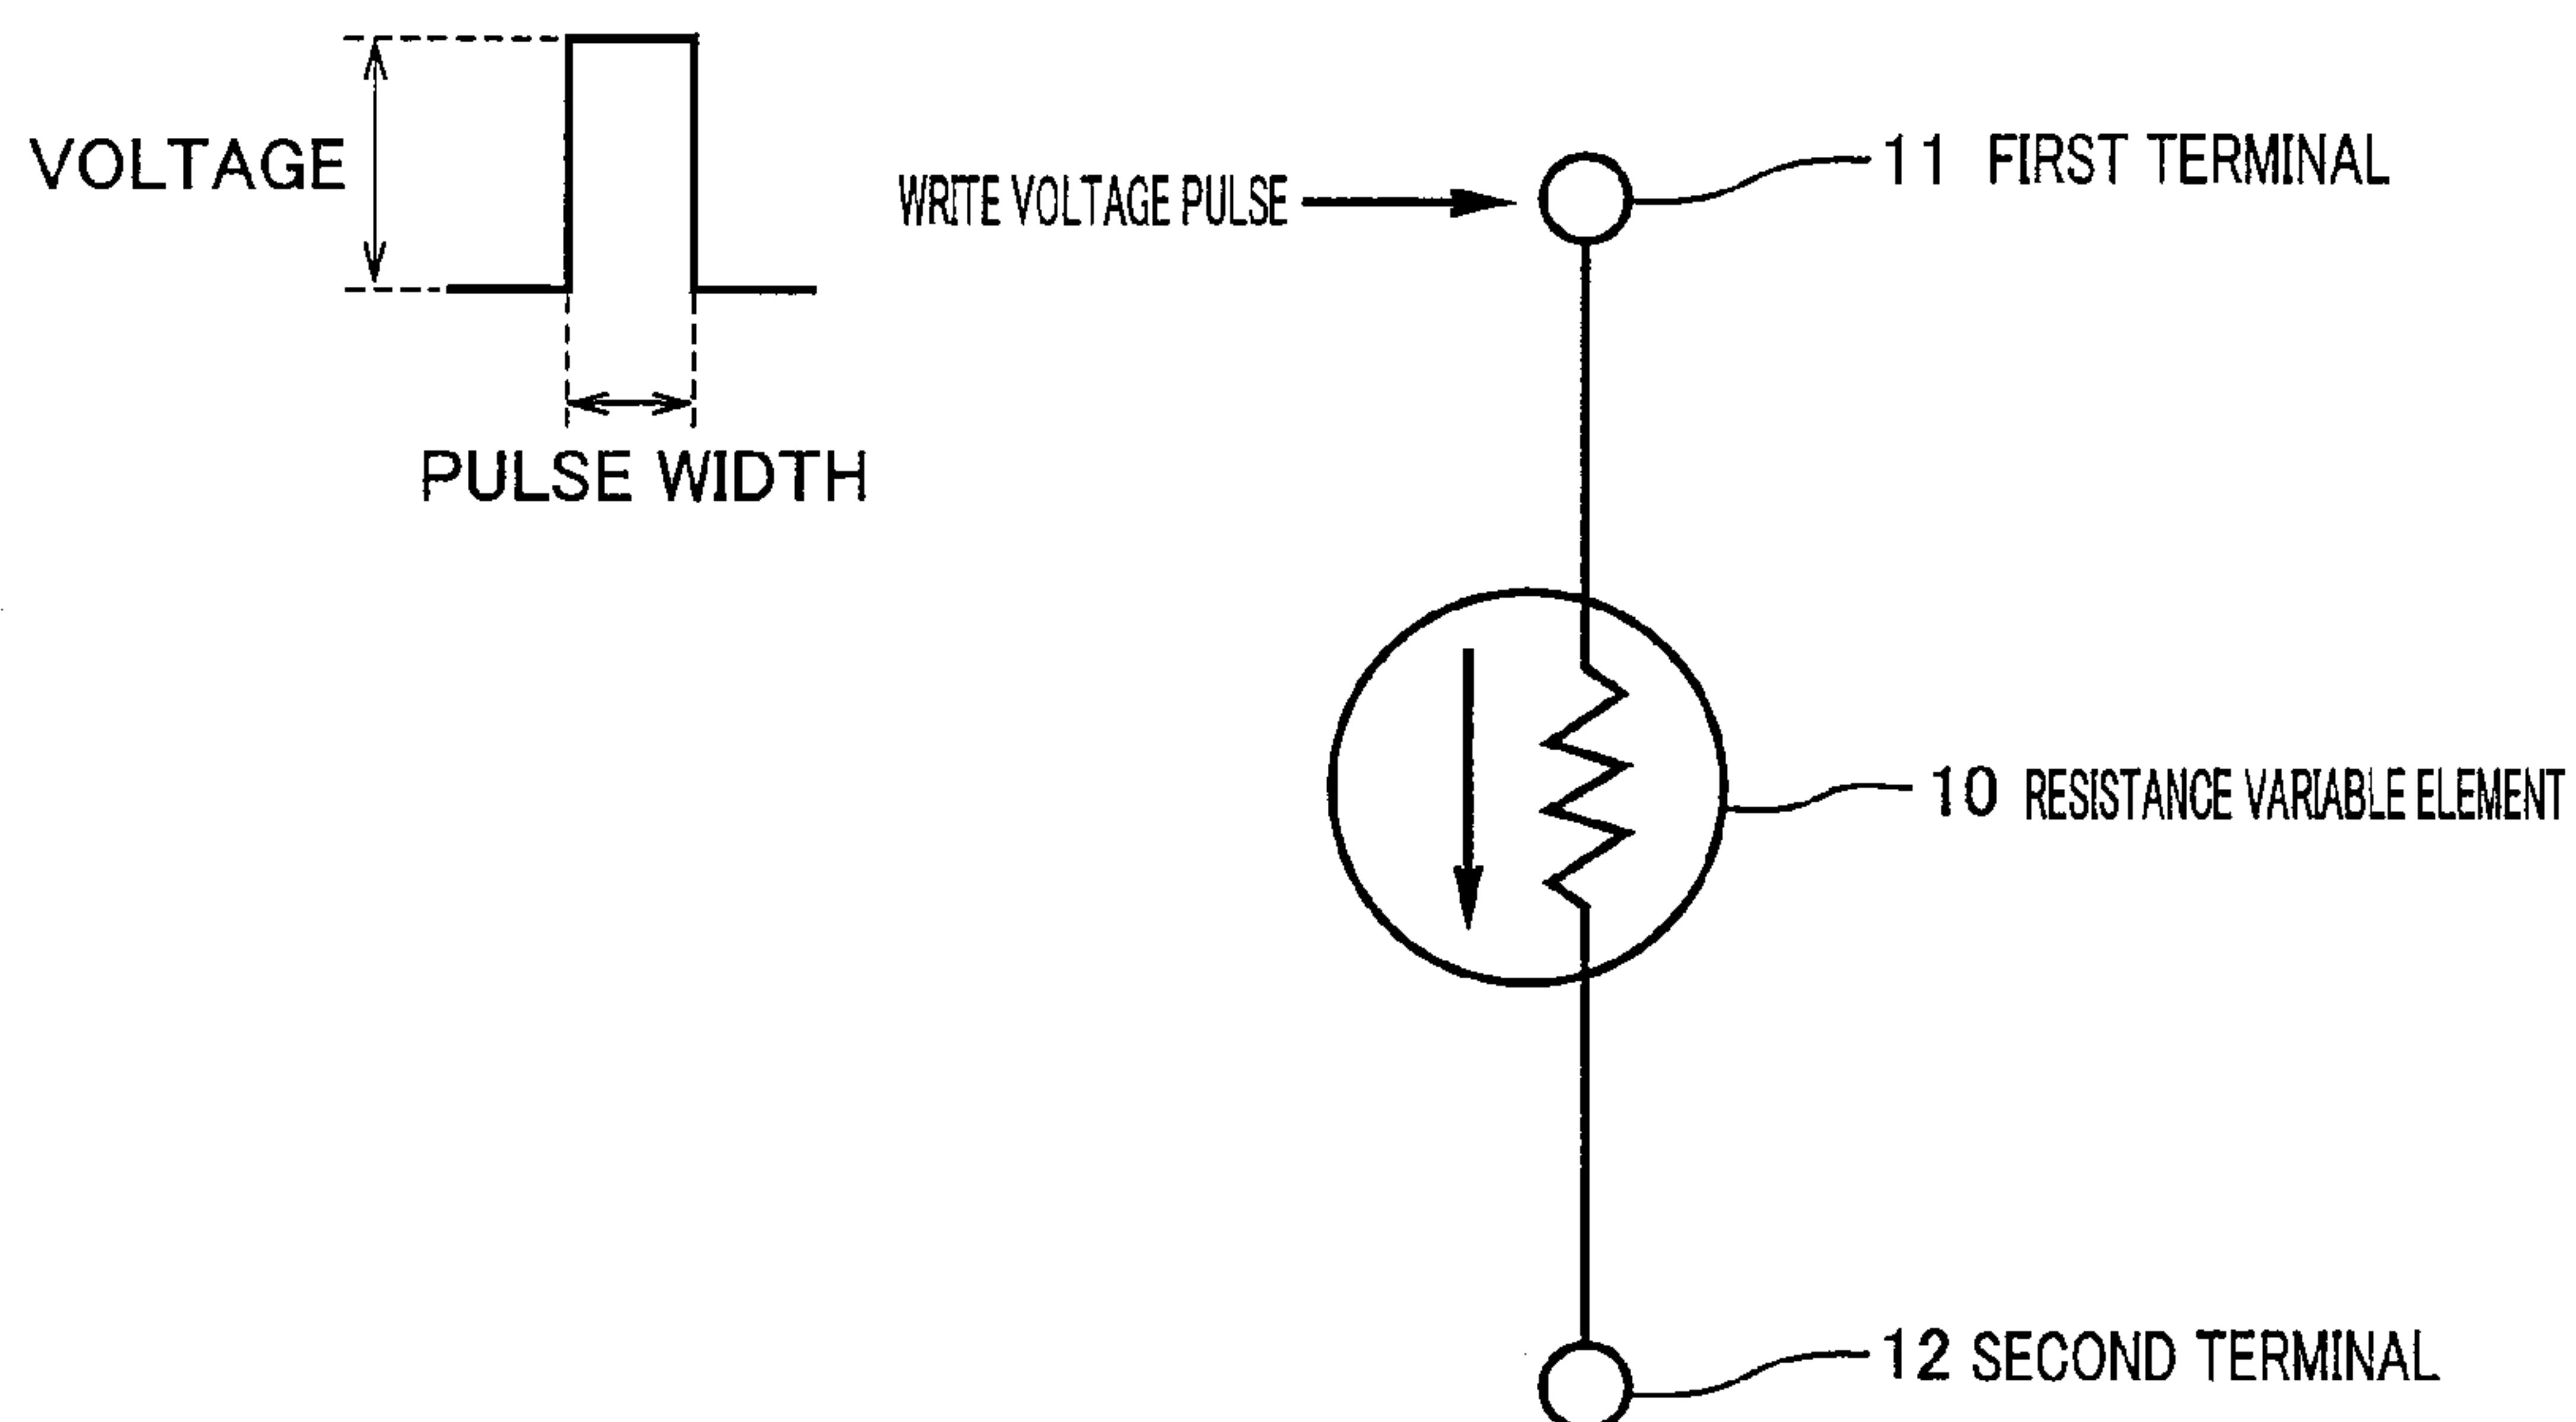 VOLTAGE
PULSE WIDTH
WRITE VOLTAGE PULSE
11 FIRST TERMINAL
10 RESISTANCE VARIABLE ELEMENT
12 SECOND TERMINAL